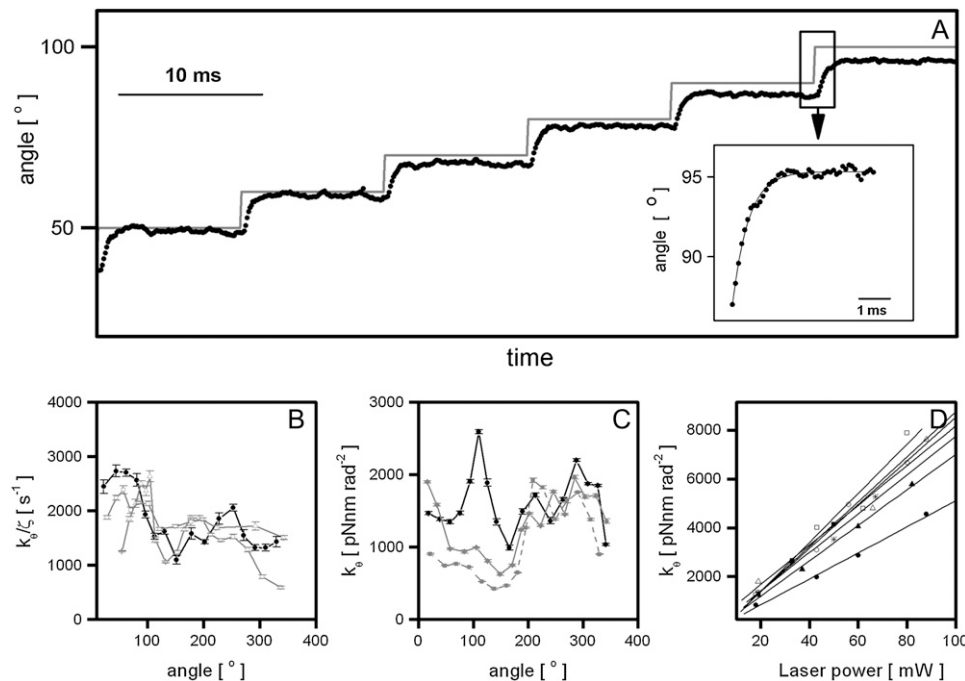 A
100
50
angle [ ° ]
10 ms
95
90
angle [ ° ]
1 ms
time
B
4000
3000
2000
1000
0
kθ/ζ [ s-1 ]
100
200
300
400
angle [ ° ]
C
3000
2000
1000
0
kθ [ pNnm rad-2 ]
0
100
200
300
400
angle [ ° ]
D
8000
6000
4000
2000
kθ [ pNnm rad-2 ]
20
40
60
80
100
Laser power [ mW ]